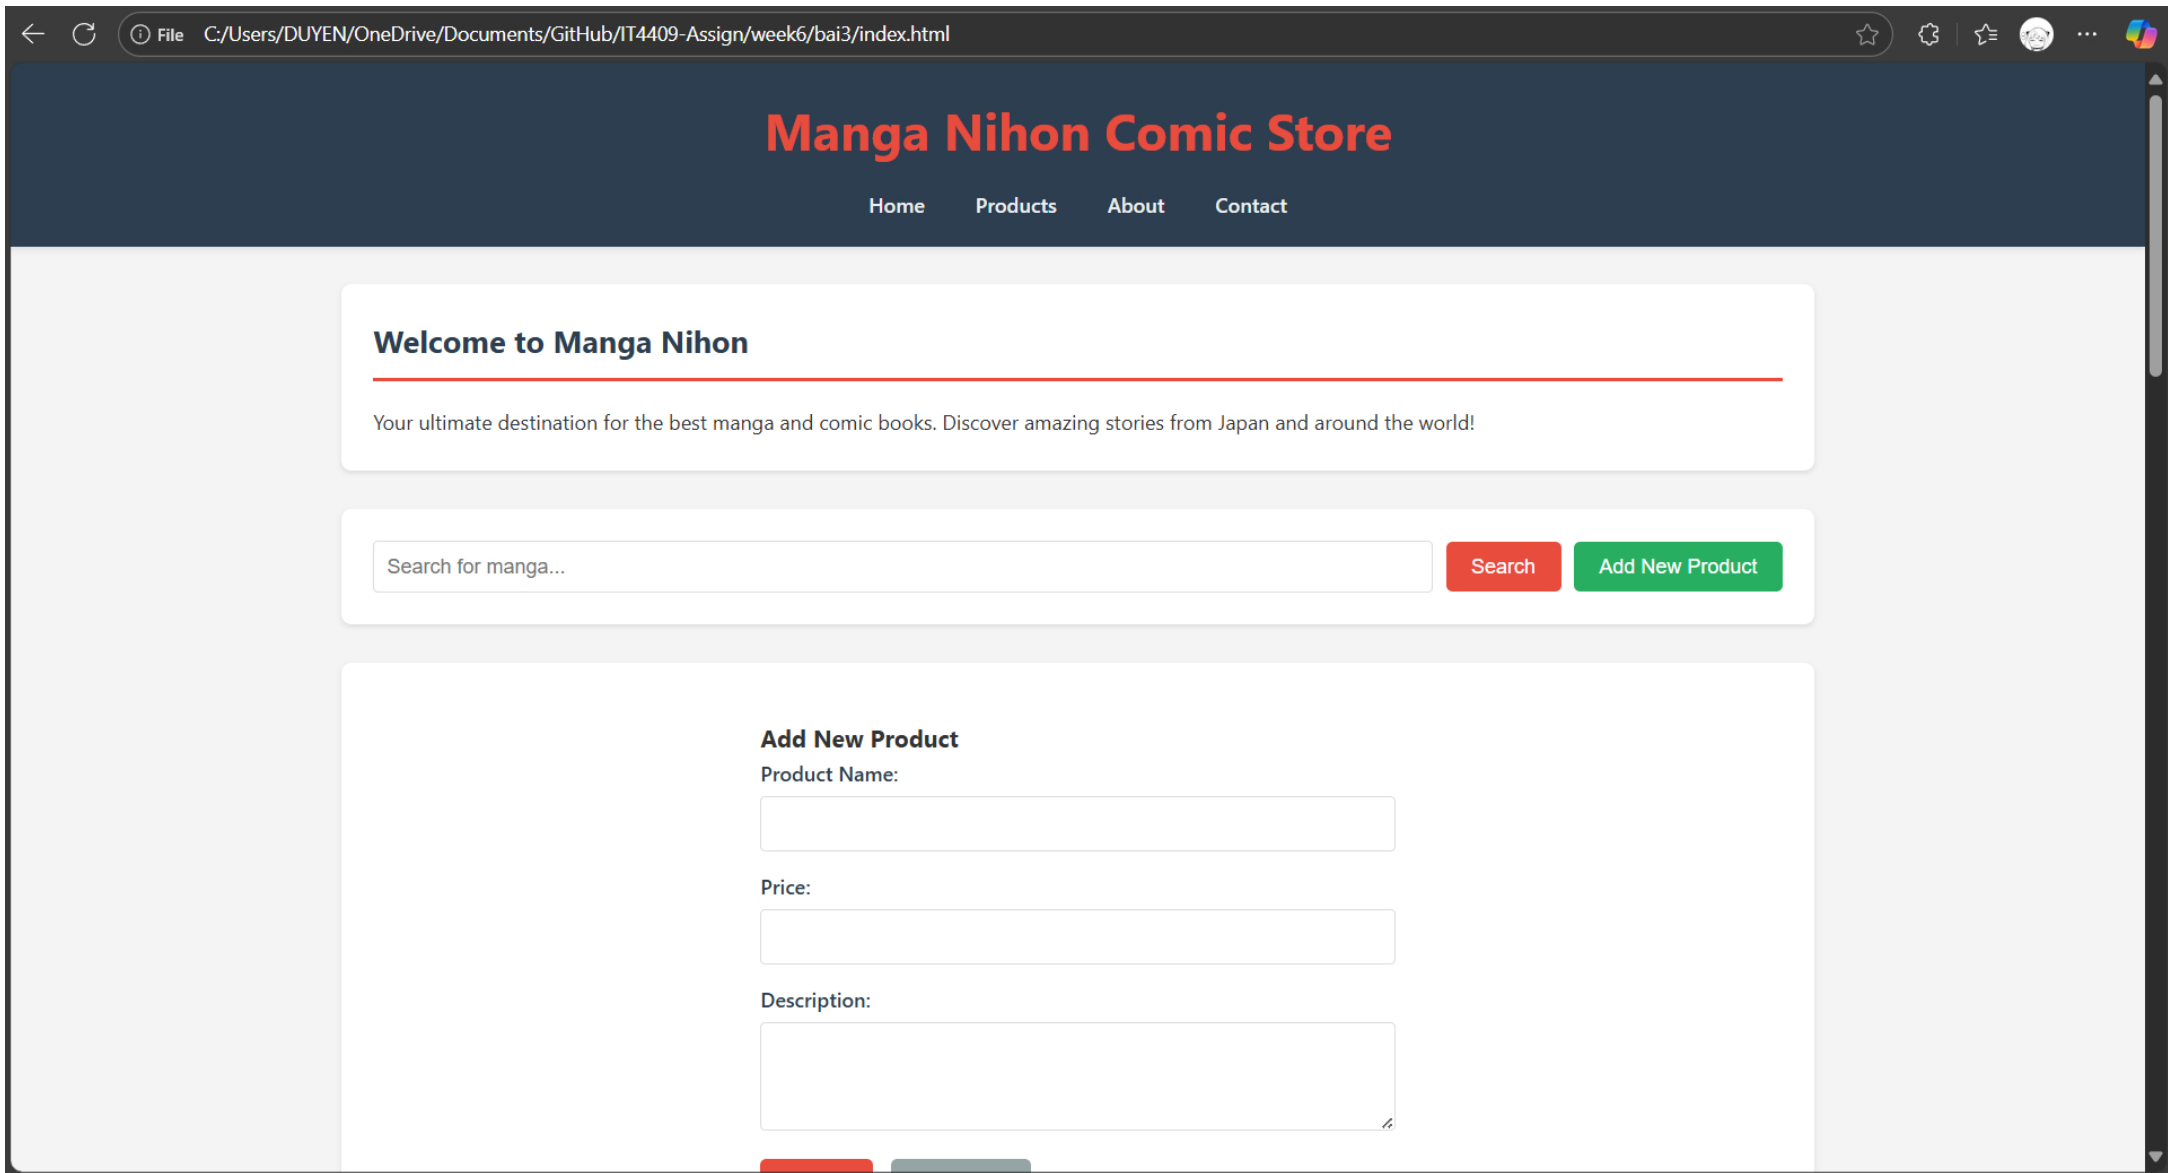 File C:/Users/DUYEN/OneDrive/Documents/GitHub/IT4409-Assign/week6/bai3/index.html
Manga Nihon Comic Store
Home Products About Contact
Welcome to Manga Nihon
Your ultimate destination for the best manga and comic books. Discover amazing stories from Japan and around the world!
Search for manga... Search Add New Product
Add New Product
Product Name:
Price:
Description: